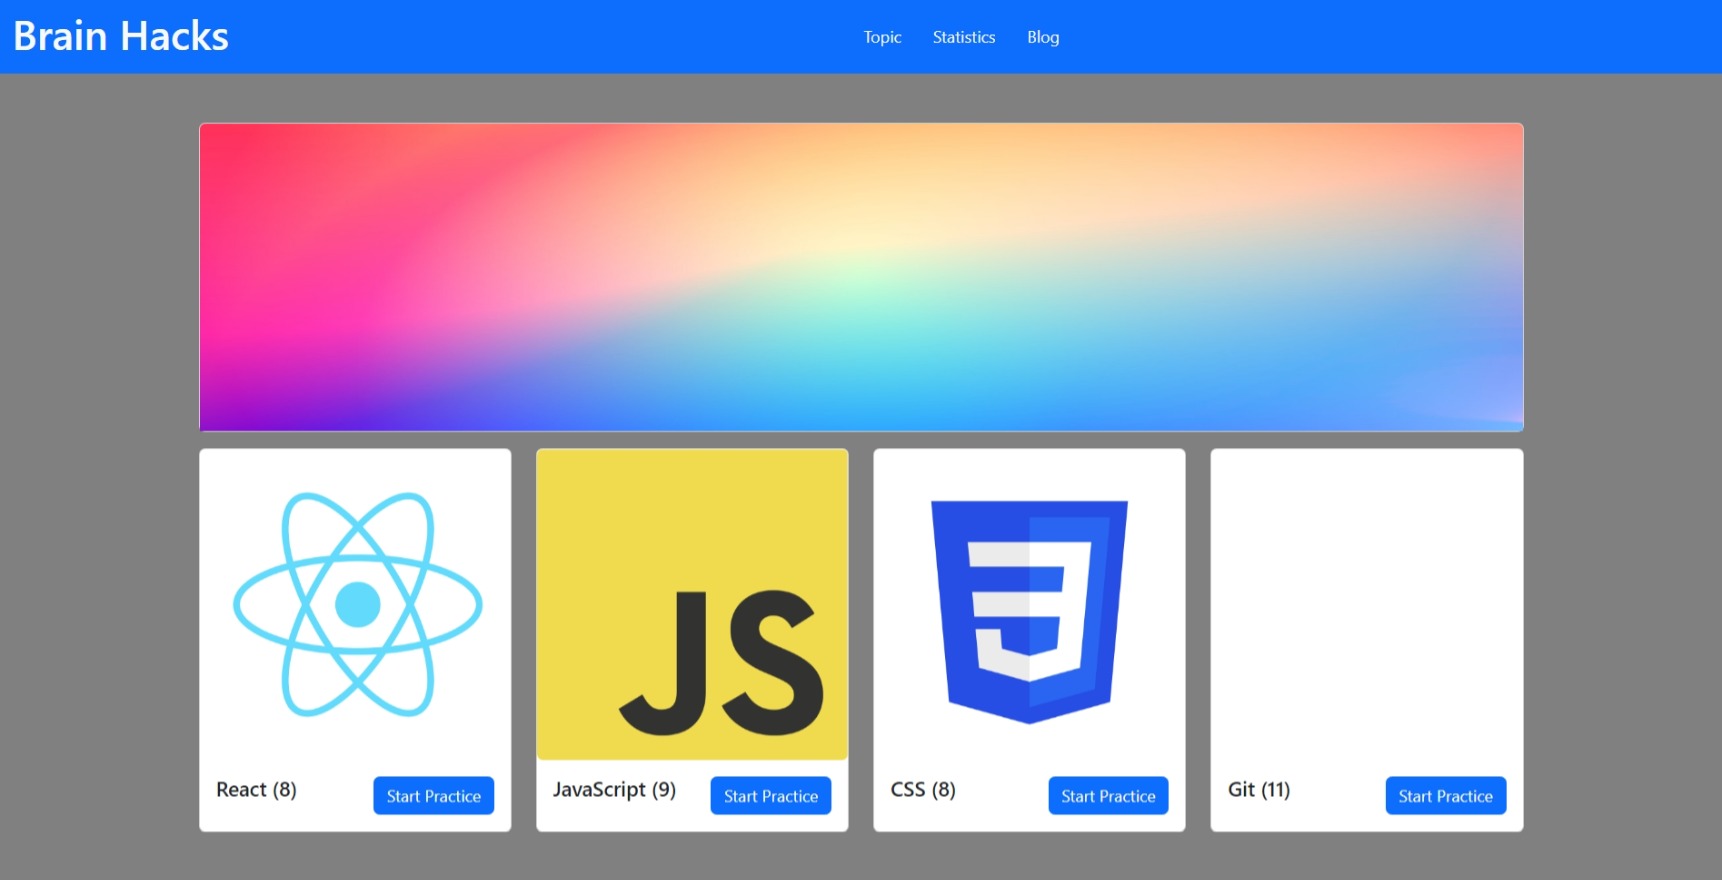 Brain Hacks
Topic Statistics Blog
JS
React (8) Start Practice
JavaScript (9) Start Practice
CSS (8) Start Practice
Git (11) Start Practice